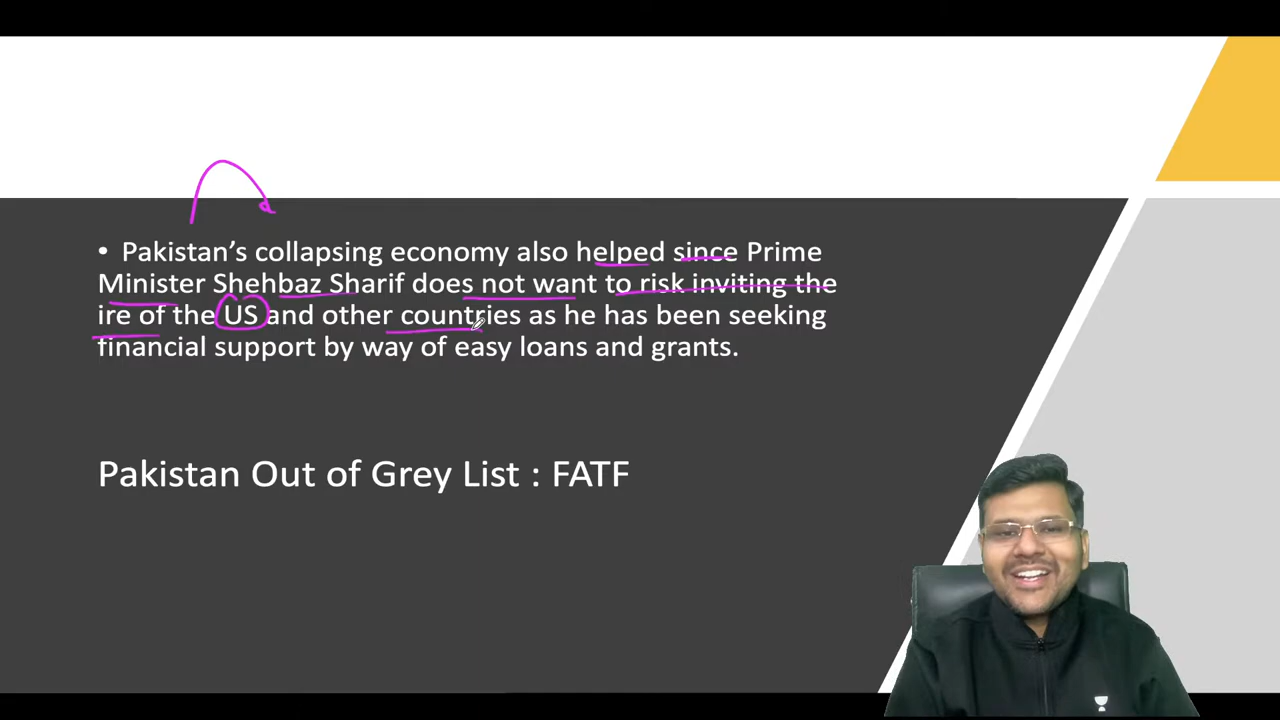 • Pakistan’s collapsing economy also helped since Prime
Minister Shehbaz Sharif does not want to risk inviting the
ire of the US and other countries as he has been seeking
financial support by way of easy loans and grants.
Pakistan Out of Grey List : FATF